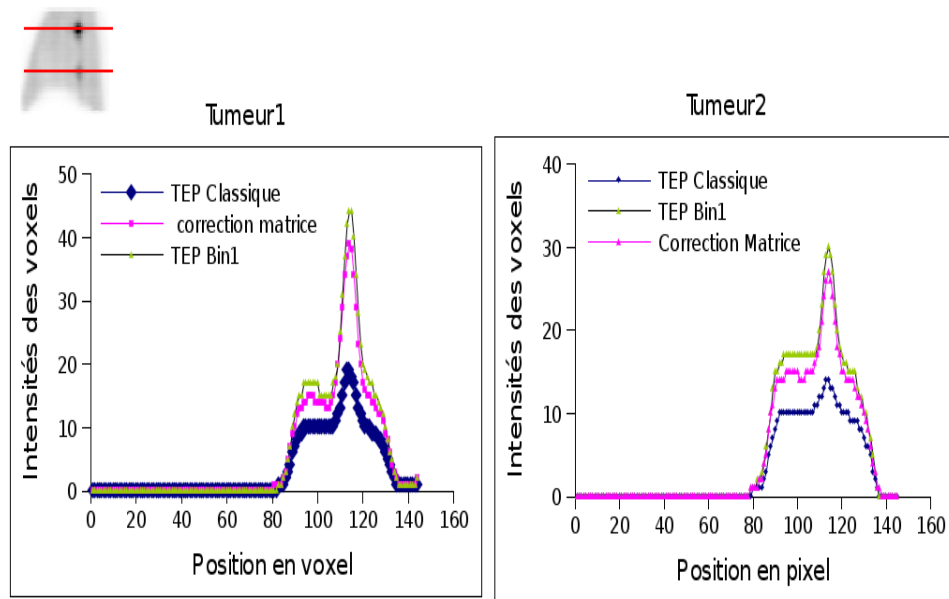 Tumeur1
Intensités des voxels
50
40
30
20
10
0
TEP Classique
correction matrice
TEP Bin1
0 20 40 60 80 100 120 140 160
Position en voxel
Tumeur2
Intensités des voxels
40
30
20
10
0
TEP Classique
TEP Bin1
Correction Matrice
0 20 40 60 80 100 120 140 160
Position en pixel